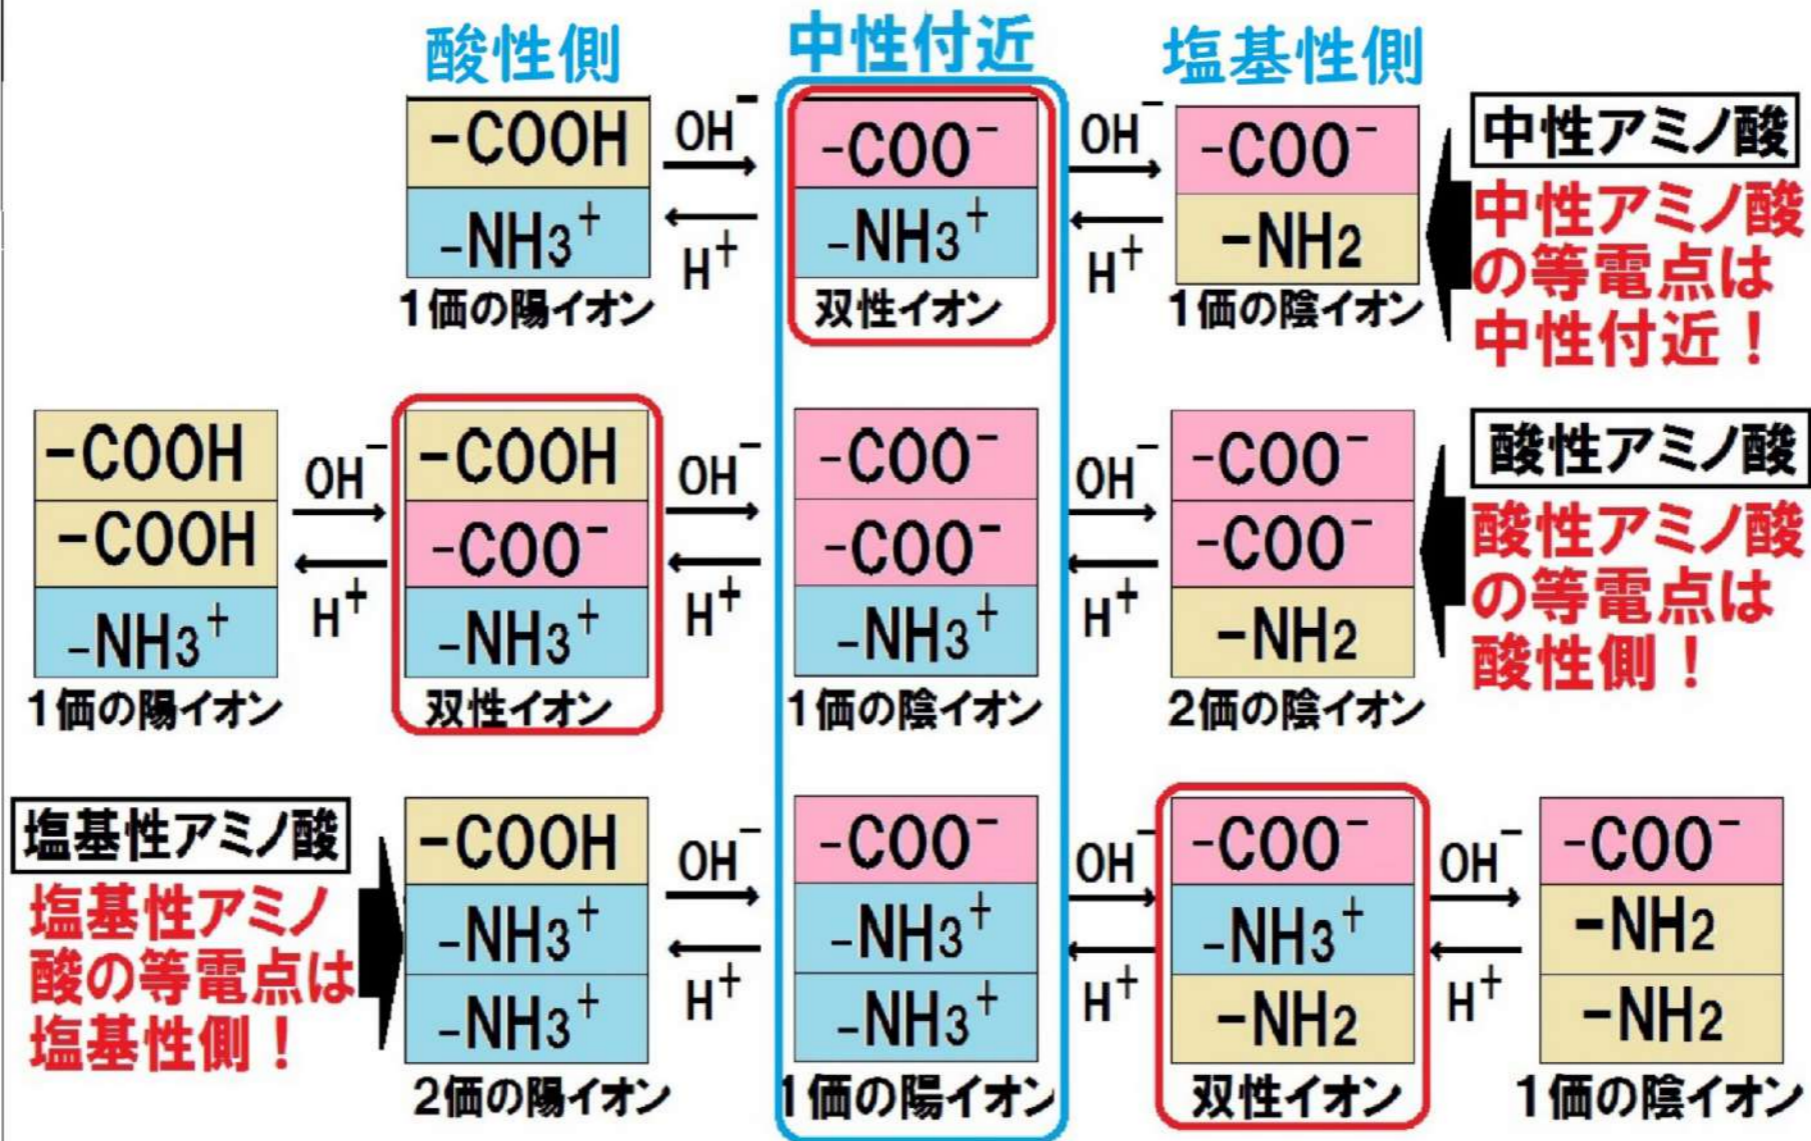 酸性側
中性付近
塩基性側
-COOH
-NH3+
1価の陽イオン
OH-
H+
-COO-
-NH3+
双性イオン
OH-
H+
-COO-
-NH2
1価の陰イオン
中性アミノ酸
中性アミノ酸
の等電点は
中性付近！
-COOH
-COOH
-NH3+
1価の陽イオン
OH-
H+
-COOH
-COO-
-NH3+
双性イオン
OH-
H+
-COO-
-COO-
-NH3+
1価の陰イオン
OH-
H+
-COO-
-COO-
-NH2
2価の陰イオン
酸性アミノ酸
酸性アミノ酸
の等電点は
酸性側！
塩基性アミノ酸
塩基性アミノ
酸の等電点は
塩基性側！
-COOH
-NH3+
-NH3+
2価の陽イオン
OH-
H+
-COO-
-NH3+
-NH3+
1価の陽イオン
OH-
H+
-COO-
-NH3+
-NH2
双性イオン
OH-
H+
-COO-
-NH2
-NH2
1価の陰イオン